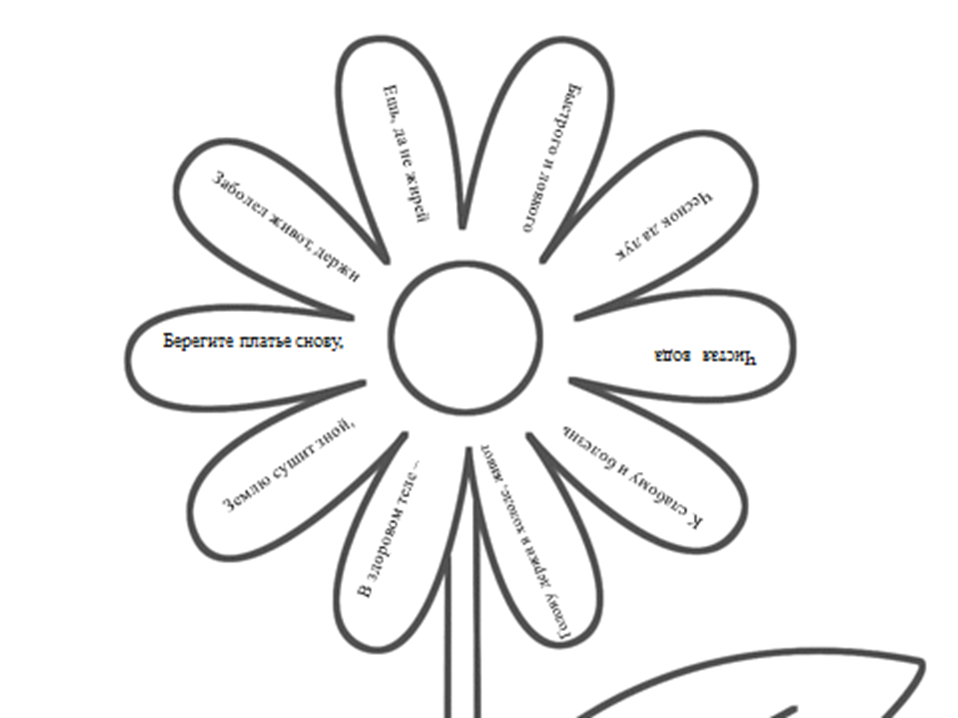 Ешь, да не жирей
Быстрого и ловкого
Чеснок да лук
Чистая вода
К слабому и болезнь
Голову держи в холоде, живот
В здоровом теле –
Землю сушит зной,
Берегите платье снову,
Заболел живот, держи